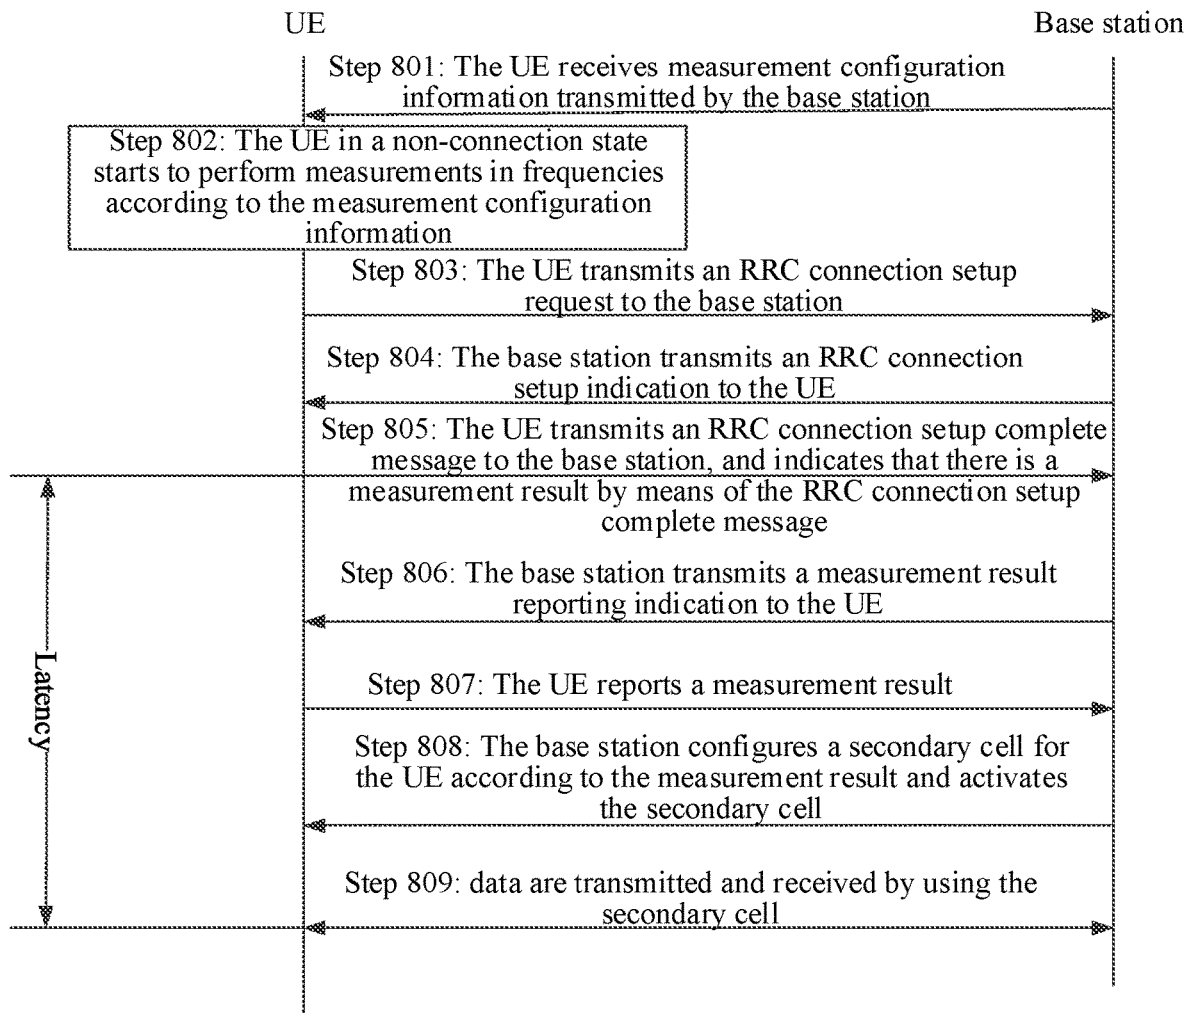 UE
Base station
Step 801: The UE receives measurement configuration
information transmitted by the base station
Step 802: The UE in a non-connection state
starts to perform measurements in frequencies
according to the measurement configuration
information
Step 803: The UE transmits an RRC connection setup
request to the base station
Step 804: The base station transmits an RRC connection
setup indication to the UE
Step 805: The UE transmits an RRC connection setup complete
message to the base station, and indicates that there is a
measurement result by means of the RRC connection setup
complete message
Step 806: The base station transmits a measurement result
reporting indication to the UE
Latency
Step 807: The UE reports a measurement result
Step 808: The base station configures a secondary cell for
the UE according to the measurement result and activates
the secondary cell
Step 809: data are transmitted and received by using the
secondary cell